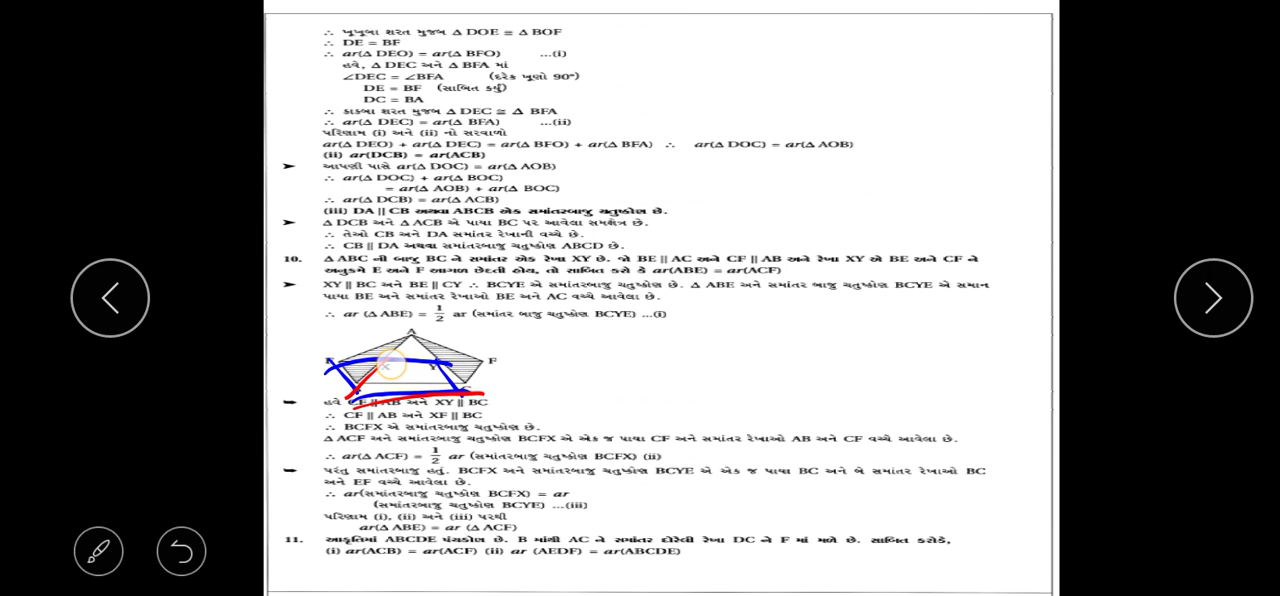 ∴ ખૂખૂબા શરત મુજબ Δ DOE ≅ Δ BOF
∴ DE = BF
∴ ar(Δ DEO) = ar(Δ BFO) ...(i)
હવે, Δ DEC અને Δ BFA માં
∠DEC = ∠BFA (દરેક ખૂણો 90°)
DE = BF (સાબિત કર્યું)
DC = BA
∴ કાકબા શરત મુજબ Δ DEC ≅ Δ BFA
∴ ar(Δ DEC) = ar(Δ BFA) ...(ii)
પરિણામ (i) અને (ii) નો સરવાળો
ar(Δ DEO) + ar(Δ DEC) = ar(Δ BFO) + ar(Δ BFA) ∴ ar(Δ DOC) = ar(Δ AOB)
(ii) ar(DCB) = ar(ACB)
➤ આપણી પાસે ar(Δ DOC) = ar(Δ AOB)
∴ ar(Δ DOC) + ar(Δ BOC)
= ar(Δ AOB) + ar(Δ BOC)
∴ ar(Δ DCB) = ar(Δ ACB)
(iii) DA || CB અથવા ABCB એક સમાંતરબાજુ ચતુષ્કોણ છે.
➤ Δ DCB અને Δ ACB એ પાયા BC પર આવેલા સમક્ષેત્ર છે.
∴ તેઓ CB અને DA સમાંતર રેખાની વચ્ચે છે.
∴ CB || DA અથવા સમાંતરબાજુ ચતુષ્કોણ ABCD છે.
10. Δ ABC ની બાજુ BC ને સમાંતર એક રેખા XY છે. જો BE || AC અને CF || AB અને રેખા XY એ BE અને CF ને
અનુક્રમે E અને F આગળ છેદતી હોય, તો સાબિત કરો કે ar(ABE) = ar(ACF)
➤ XY || BC અને BE || CY ∴ BCYE એ સમાંતરબાજુ ચતુષ્કોણ છે. Δ ABE અને સમાંતર બાજુ ચતુષ્કોણ BCYE એ સમાન
પાયા BE અને સમાંતર રેખાઓ BE અને AC વચ્ચે આવેલા છે.
∴ ar (Δ ABE) = 1/2 ar (સમાંતર બાજુ ચતુષ્કોણ BCYE) ...(i)
A
E X Y F
➥ હવે CF || AB અને XY || BC
∴ CF || AB અને XF || BC
∴ BCFX એ સમાંતરબાજુ ચતુષ્કોણ છે.
Δ ACF અને સમાંતરબાજુ ચતુષ્કોણ BCFX એ એક જ પાયા CF અને સમાંતર રેખાઓ AB અને CF વચ્ચે આવેલા છે.
∴ ar(Δ ACF) = 1/2 ar (સમાંતરબાજુ ચતુષ્કોણ BCFX) (ii)
➥ પરંતુ સમાંતરબાજુ ચતુ. BCFX અને સમાંતરબાજુ ચતુષ્કોણ BCYE એ એક જ પાયા BC અને બે સમાંતર રેખાઓ BC
અને EF વચ્ચે આવેલા છે.
∴ ar(સમાંતરબાજુ ચતુષ્કોણ BCFX) = ar
(સમાંતરબાજુ ચતુષ્કોણ BCYE) ...(iii)
પરિણામ (i), (ii) અને (iii) પરથી
ar(Δ ABE) = ar (Δ ACF)
11. આકૃતિમાં ABCDE પંચકોણ છે. B માંથી AC ને સમાંતર દોરેલી રેખા DC ને F માં મળે છે. સાબિત કરોકે,
(i) ar(ACB) = ar(ACF) (ii) ar (AEDF) = ar(ABCDE)